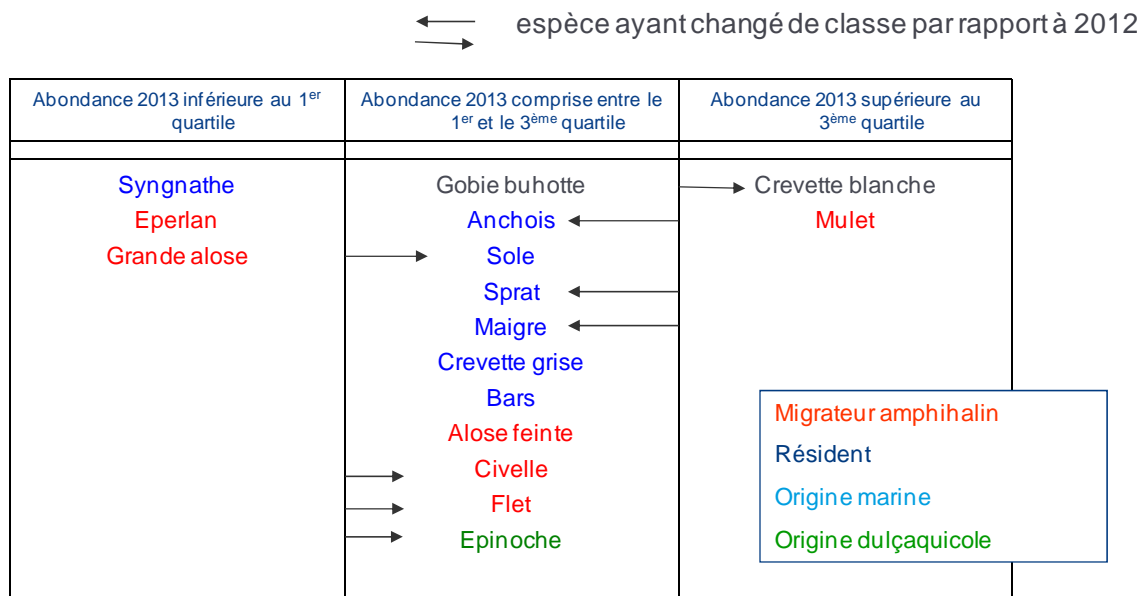 espèce ayant changé de classe par rapport à 2012
Abondance 2013 inférieure au 1er
quartile
Abondance 2013 comprise entre le
1er et le 3ème quartile
Abondance 2013 supérieure au
3ème quartile
Syngnathe
Eperlan
Grande alose
Gobie buhotte
Anchois
Sole
Sprat
Maigre
Crevette grise
Bars
Alose feinte
Civelle
Flet
Epinoche
Crevette blanche
Mulet
Migrateur amphihalin
Résident
Origine marine
Origine dulçaquicole